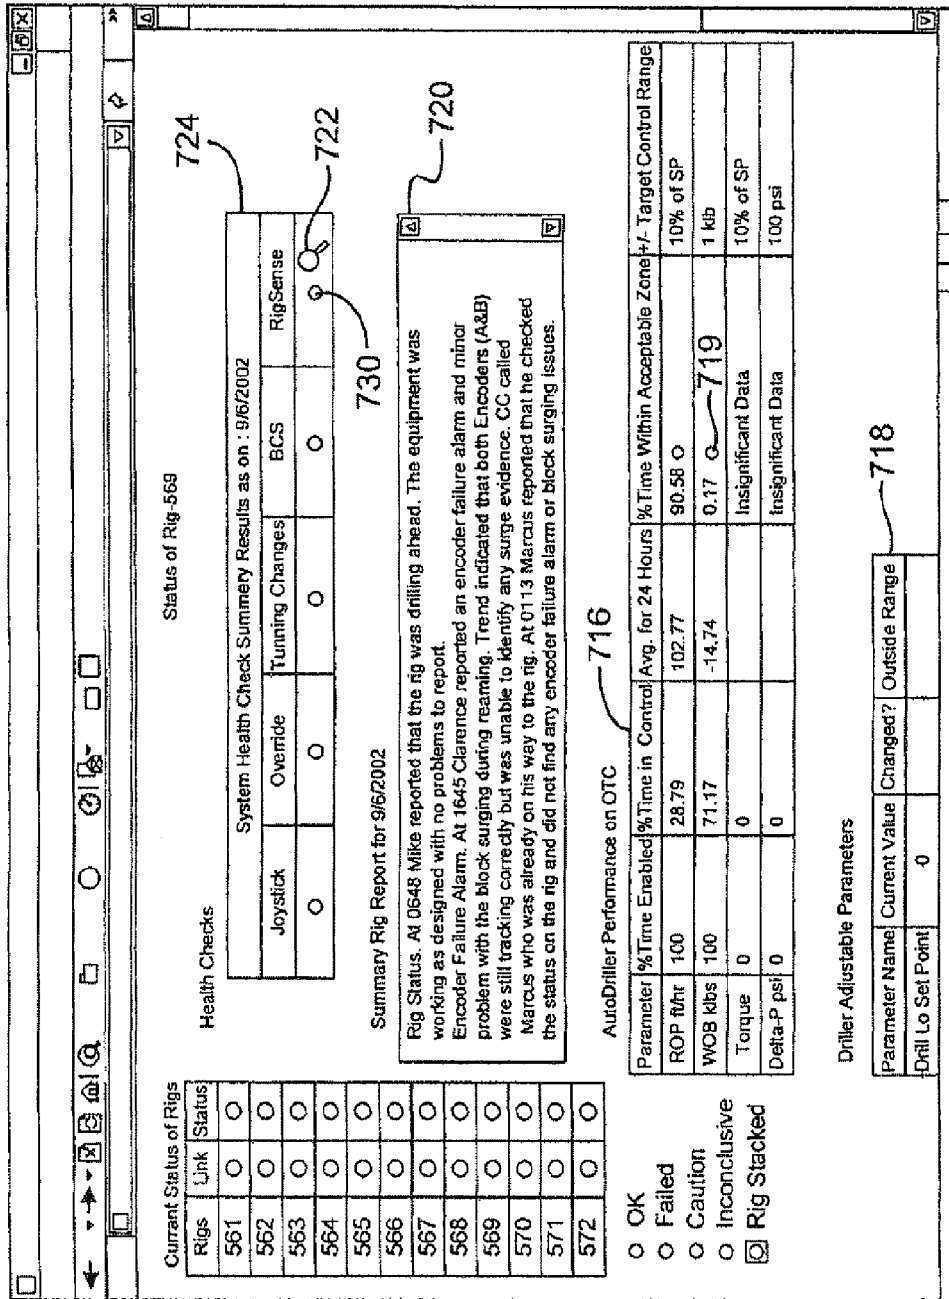 Status of Rig-569
Currant Status of Rigs
Rigs Link Status
561
562
563
564
565
566
567
568
569
570
571
572
OK
Failed
Caution
Inconclusive
Rig Stacked
Health Checks
System Health Check Summery Results as on : 9/6/2002
Joystick Override Tunning Changes BCS RigSense
724
722
730
Summary Rig Report for 9/6/2002
720
Rig Status. At 0648 Mike reported that the rig was drilling ahead. The equipment was
working as designed with no problems to report.
Encoder Failure Alarm. At 1645 Clarence reported an encoder failure alarm and minor
problem with the block surging during reaming. Trend indicated that both Encoders (A&B)
were still tracking correctly but was unable to identify any surge evidence. CC called
Marcus who was already on his way to the rig. At 0113 Marcus reported that he checked
the status on the rig and did not find any encoder failure alarm or block surging issues.
AutoDriller Performance on OTC
716
Parameter %Time Enabled %Time in Control Avg. for 24 Hours %Time Within Acceptable Zone +/- Target Control Range
ROP ft/hr 100 28.79 102.77 90.58 10% of SP
WOB klbs 100 71.17 -14.74 0.17 719 1 klb
Torque 0 0 Insignificant Data 10% of SP
Delta-P psi 0 0 Insignificant Data 100 psi
Driller Adjustable Parameters
718
Parameter Name Current Value Changed? Outside Range
Drill Lo Set Point 0